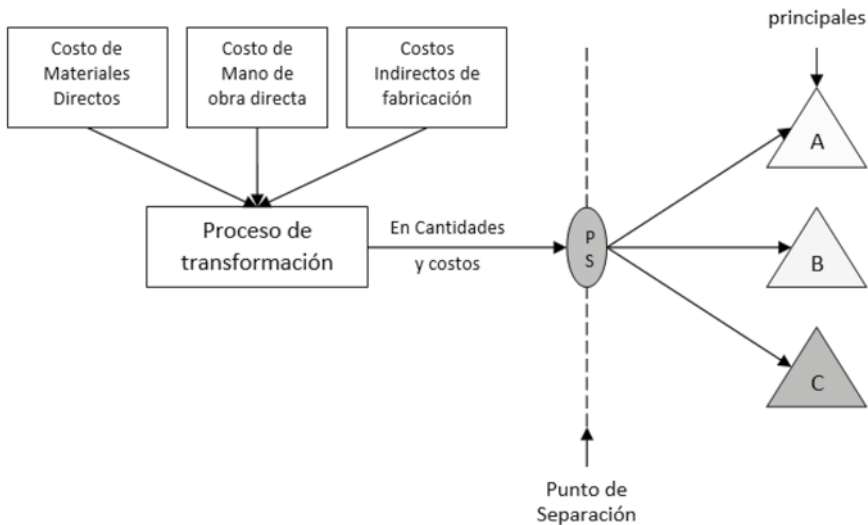 principales
Costo de
Materiales
Directos
Costo de
Mano de
obra directa
Costos
Indirectos de
fabricación
A
Proceso de
transformación
En Cantidades
y costos
P
S
B
C
Punto de
Separación